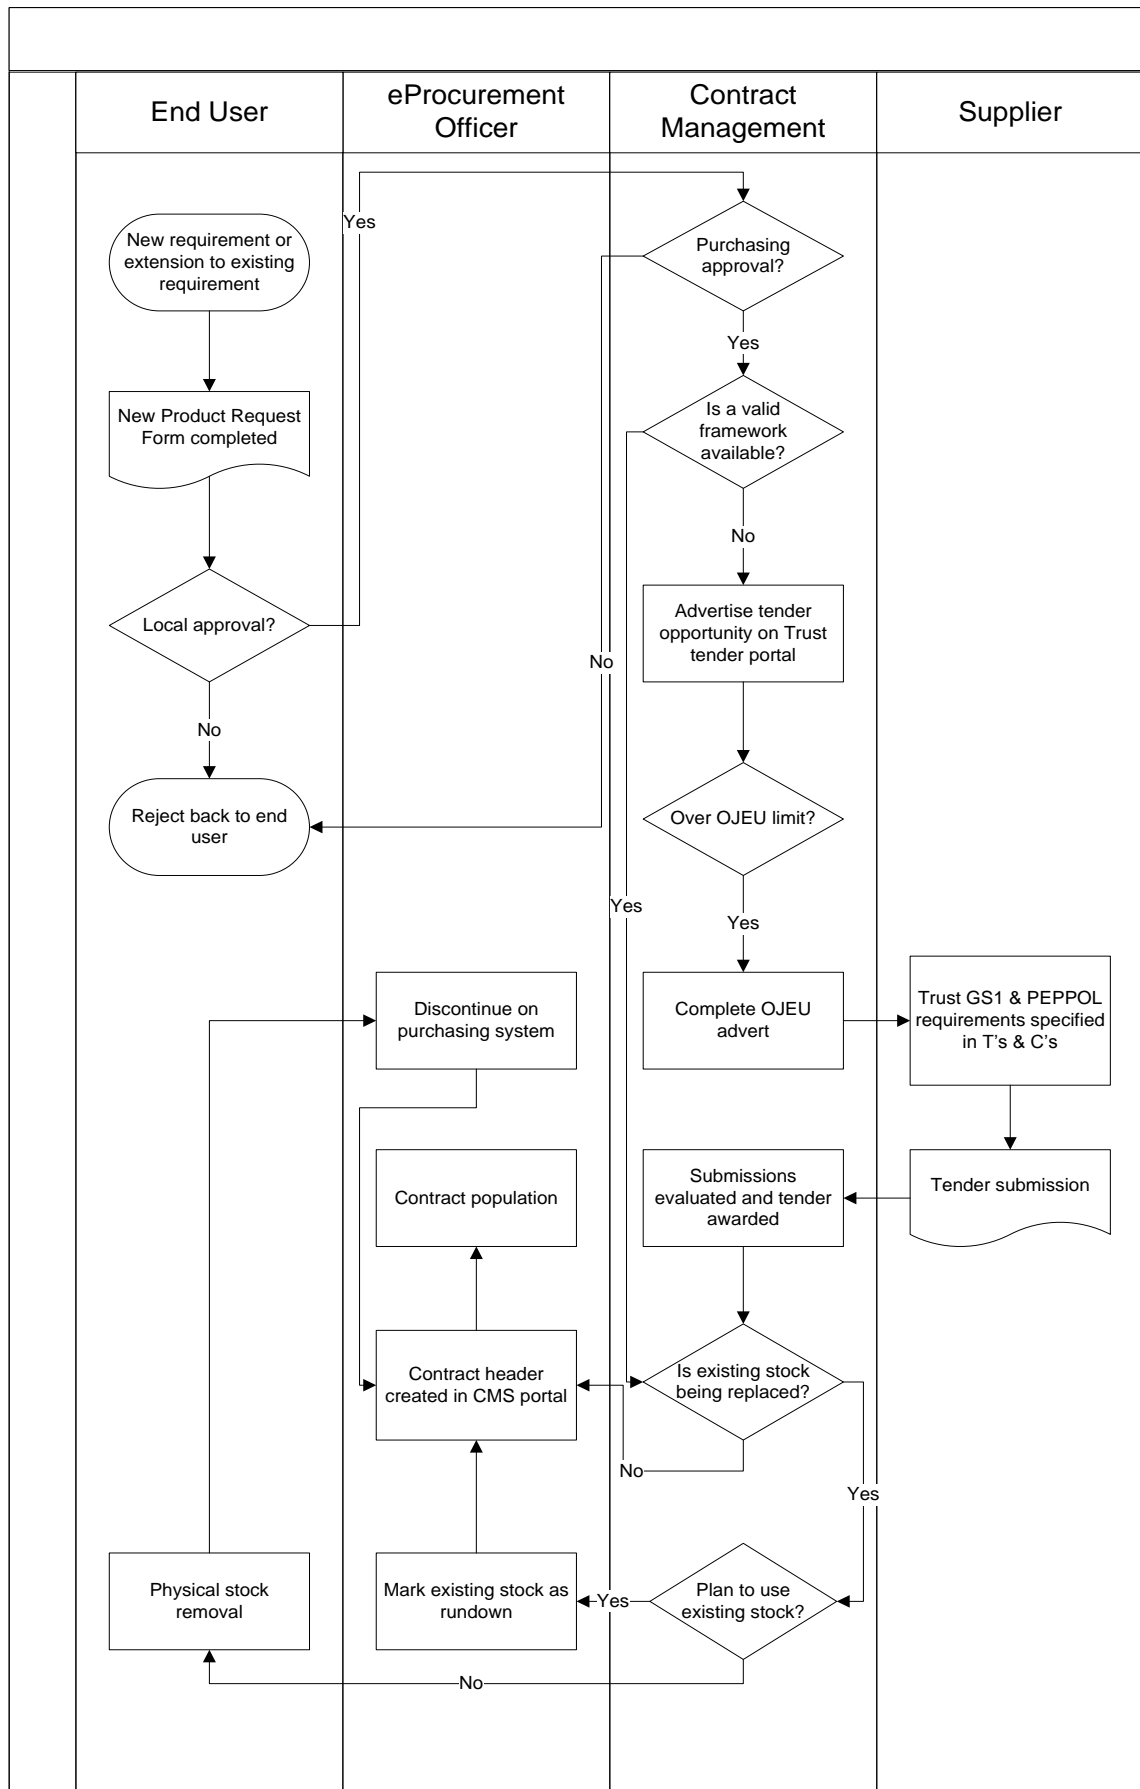 End User
eProcurement
Officer
Contract
Management
Supplier
Yes
New requirement or
extension to existing
requirement
Purchasing
approval?
Yes
New Product Request
Form completed
Is a valid
framework
available?
No
Local approval?
Advertise tender
opportunity on Trust
tender portal
No
No
Reject back to end
user
Over OJEU limit?
Yes
Yes
Discontinue on
purchasing system
Complete OJEU
advert
Trust GS1 & PEPPOL
requirements specified
in T's & C's
Contract population
Submissions
evaluated and tender
awarded
Tender submission
Contract header
created in CMS portal
Is existing stock
being replaced?
No
Yes
Physical stock
removal
Mark existing stock as
rundown
Yes
Plan to use
existing stock?
No